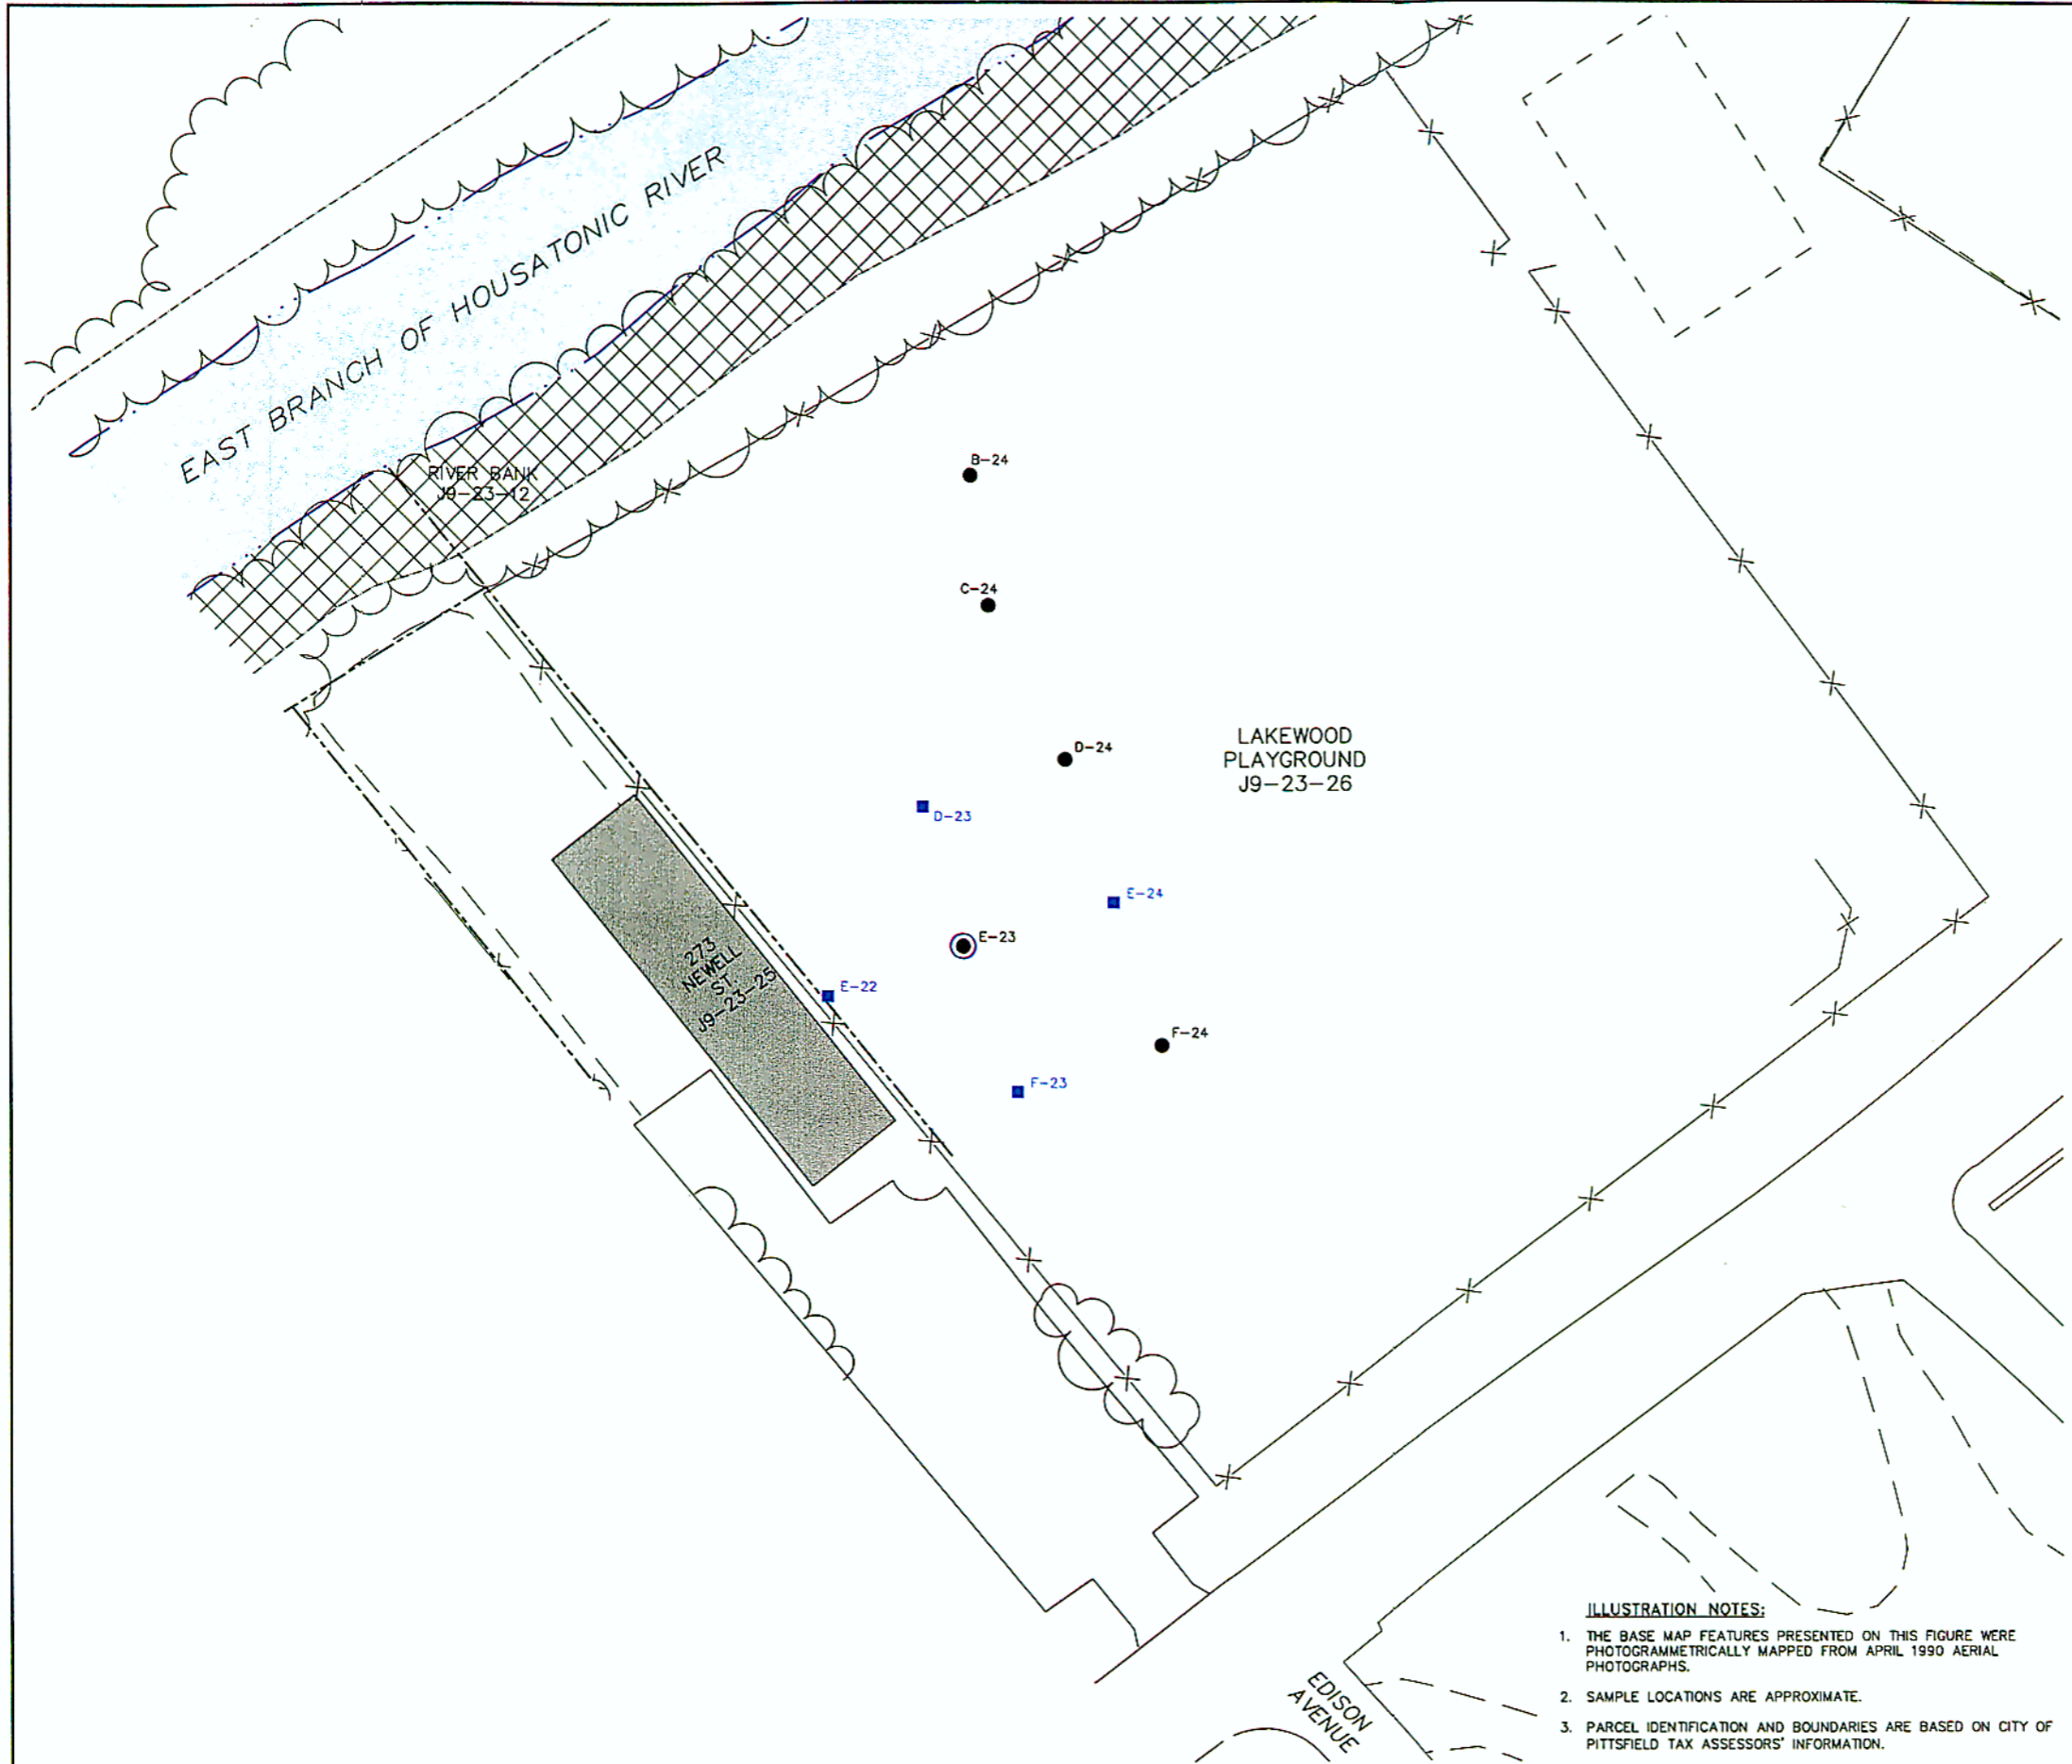 EAST BRANCH OF HOUSATONIC RIVER
RIVER BANK
J9-23-12
B-24
C-24
D-24
LAKEWOOD
PLAYGROUND
J9-23-26
D-23
E-24
E-23
273
NEWELL
ST.
J9-23-25
E-22
F-24
F-23
EDISON
AVENUE
ILLUSTRATION NOTES:
1. THE BASE MAP FEATURES PRESENTED ON THIS FIGURE WERE
PHOTOGRAMMETRICALLY MAPPED FROM APRIL 1990 AERIAL
PHOTOGRAPHS.
2. SAMPLE LOCATIONS ARE APPROXIMATE.
3. PARCEL IDENTIFICATION AND BOUNDARIES ARE BASED ON CITY OF
PITTSFIELD TAX ASSESSORS' INFORMATION.